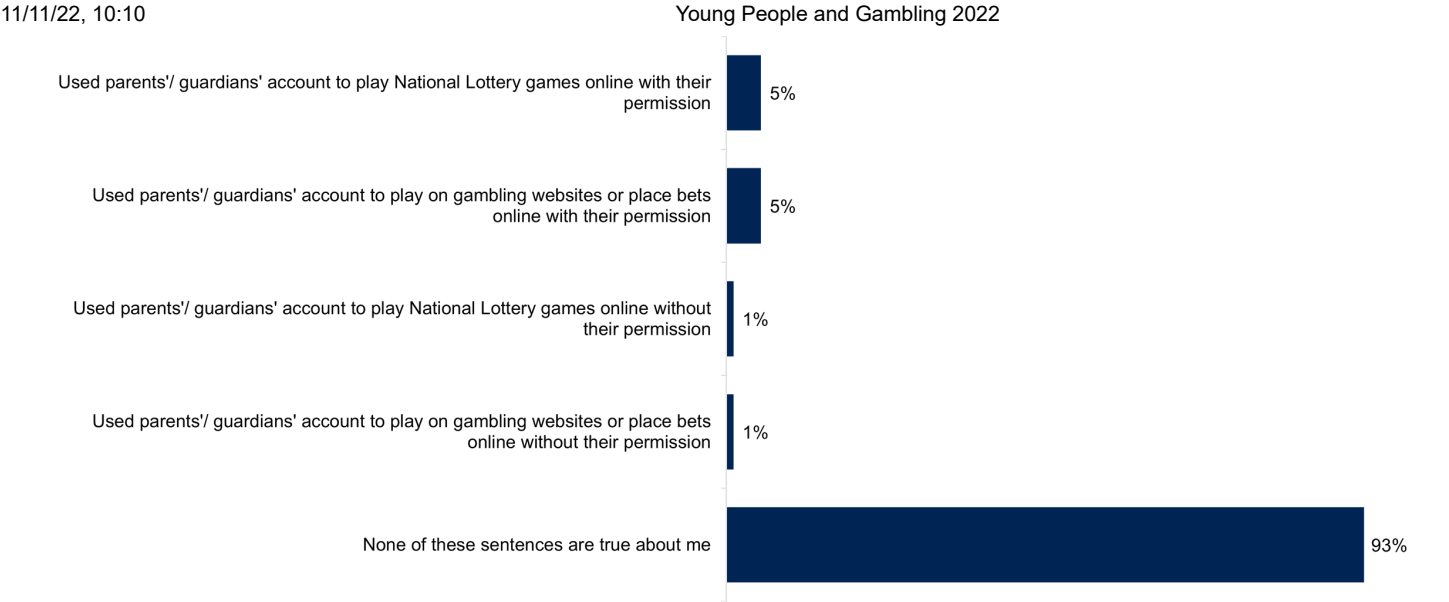 11/11/22, 10:10 Young People and Gambling 2022
Used parents'/ guardians' account to play National Lottery games online with their
permission
5%
Used parents'/ guardians' account to play on gambling websites or place bets
online with their permission
5%
Used parents'/ guardians' account to play National Lottery games online without
their permission
1%
Used parents'/ guardians' account to play on gambling websites or place bets
online without their permission
1%
None of these sentences are true about me
93%